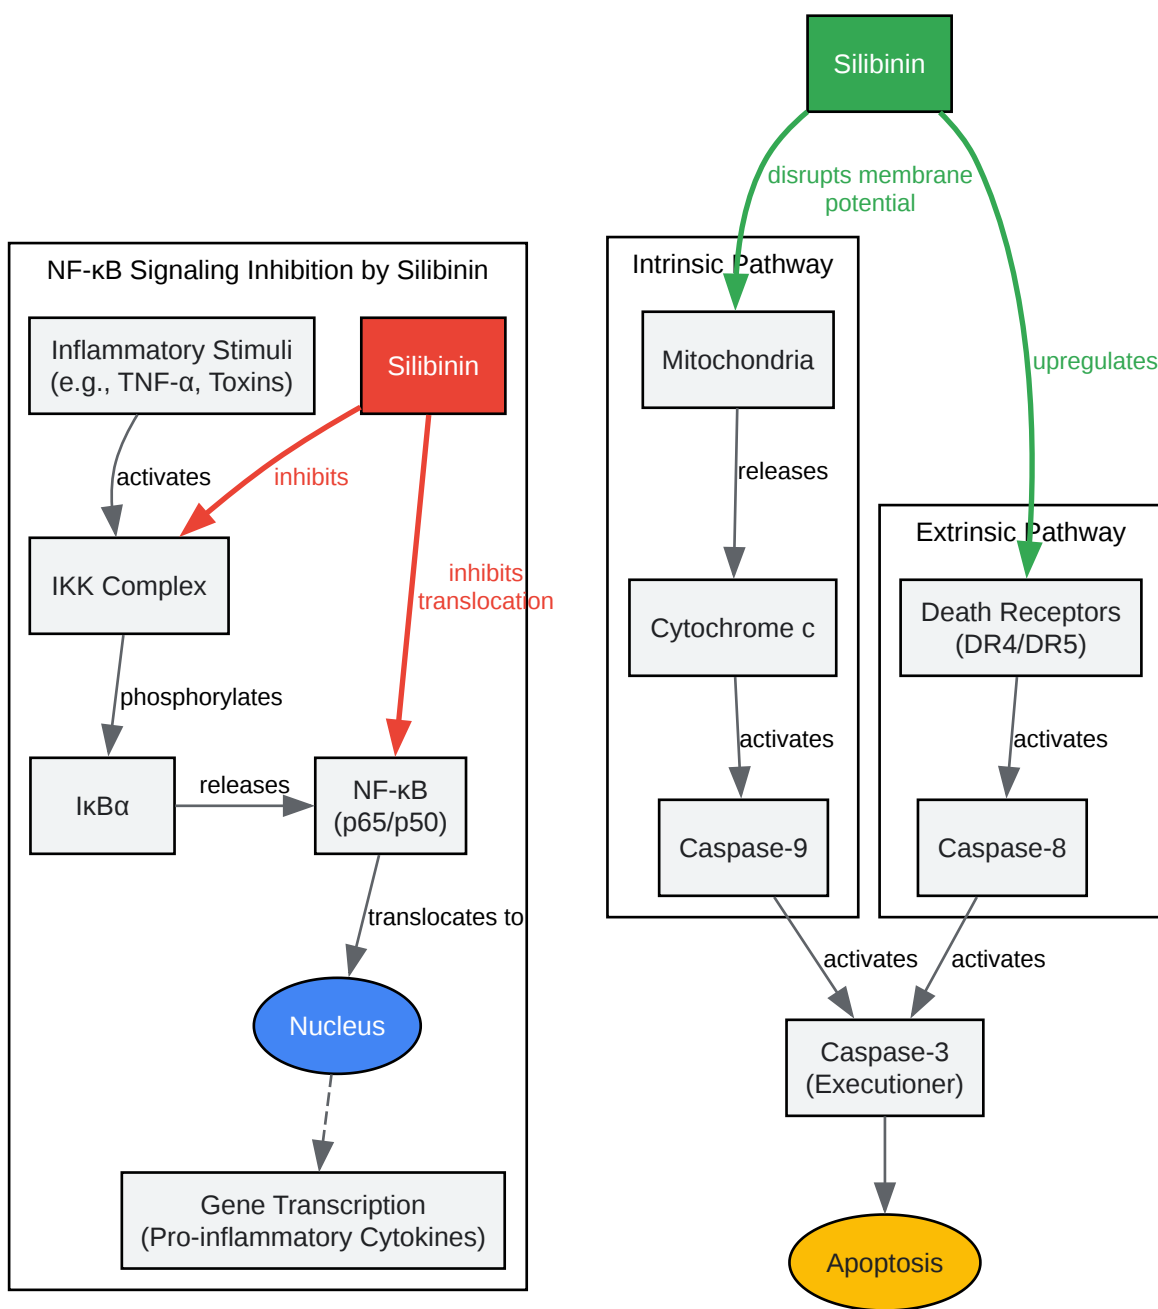 NF-κB Signaling Inhibition by Silibinin
Inflammatory Stimuli
(e.g., TNF-α, Toxins)
Silibinin
activates
inhibits
IKK Complex
inhibits
translocation
phosphorylates
IκBα
releases
NF-κB
(p65/p50)
translocates to
Nucleus
Gene Transcription
(Pro-inflammatory Cytokines)
Silibinin
disrupts membrane
potential
upregulates
Intrinsic Pathway
Mitochondria
releases
Cytochrome c
activates
Caspase-9
activates
Extrinsic Pathway
Death Receptors
(DR4/DR5)
activates
Caspase-8
activates
Caspase-3
(Executioner)
Apoptosis